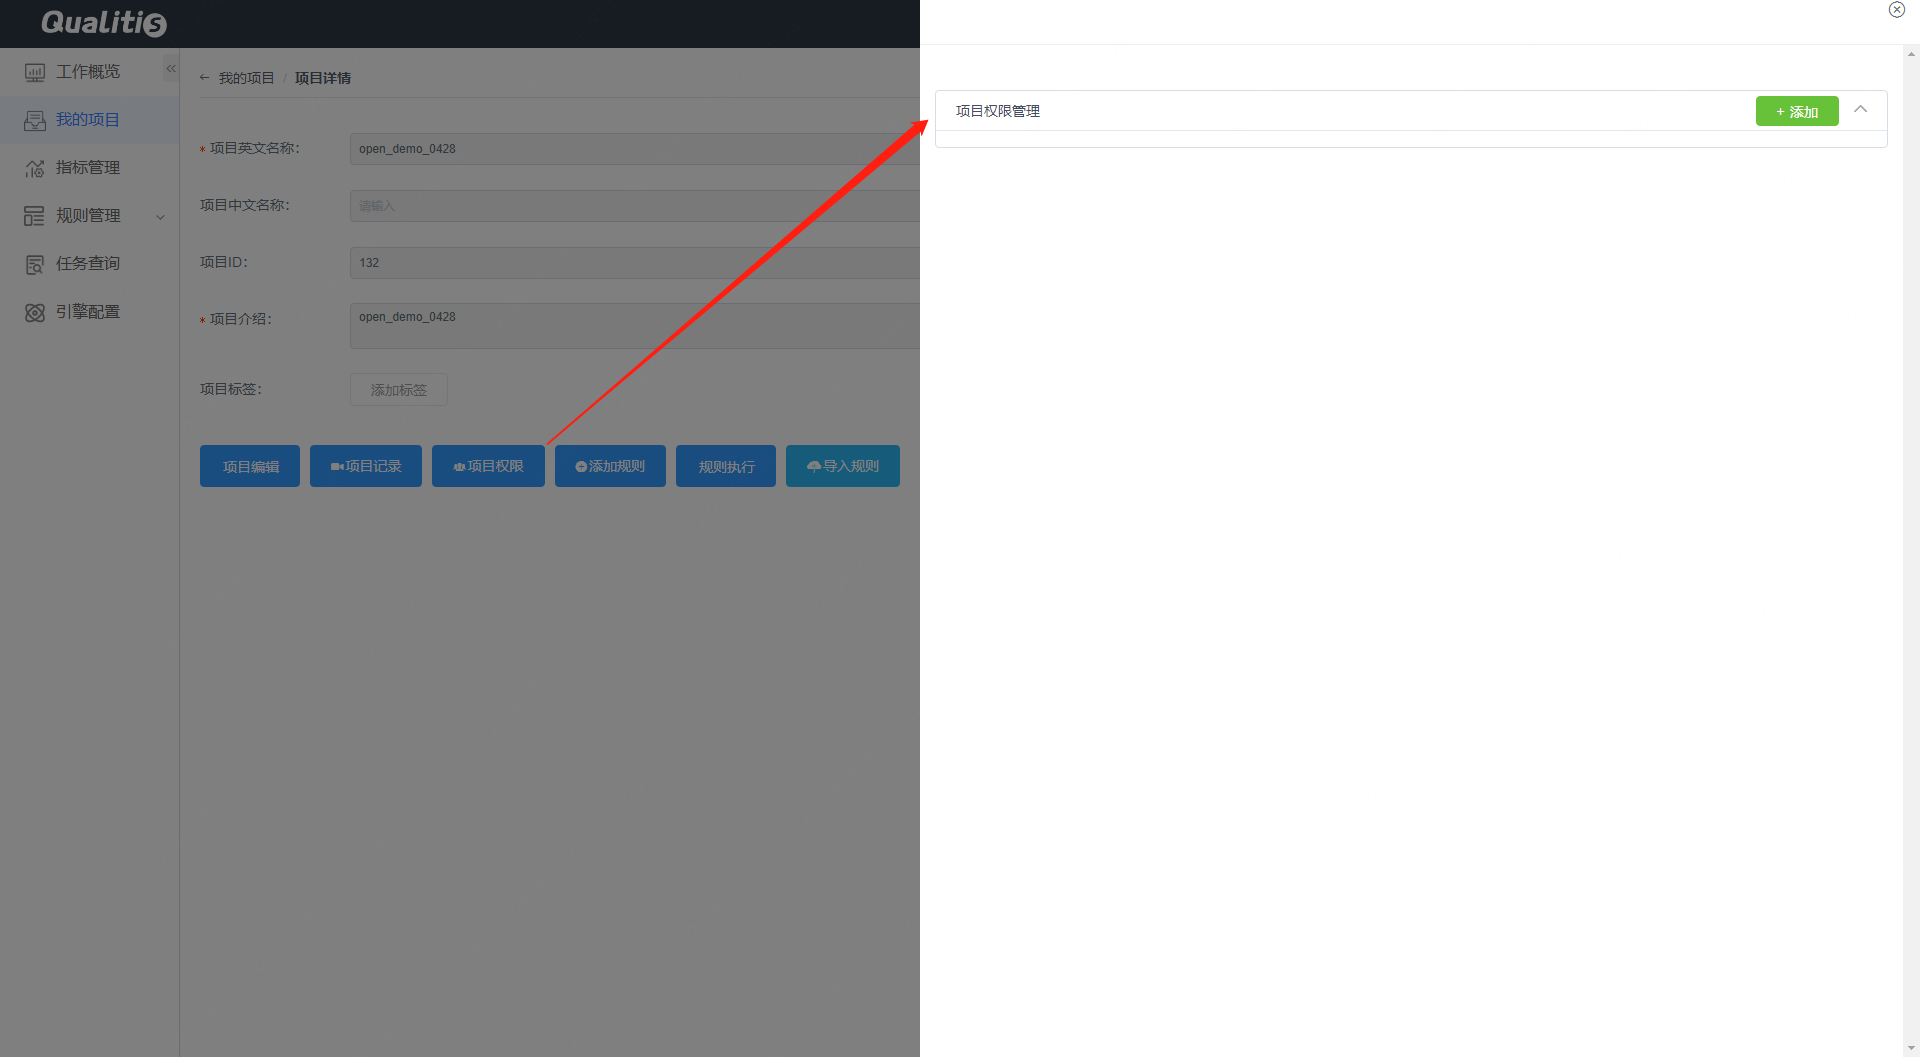 Qualitis
工作概览
我的项目
指标管理
规则管理
任务查询
引擎配置
我的项目 / 项目详情
* 项目英文名称：
open_demo_0428
项目中文名称：
请输入
项目ID：
132
* 项目介绍：
open_demo_0428
项目标签：
添加标签
项目编辑
项目记录
项目权限
添加规则
规则执行
导入规则
项目权限管理
+ 添加